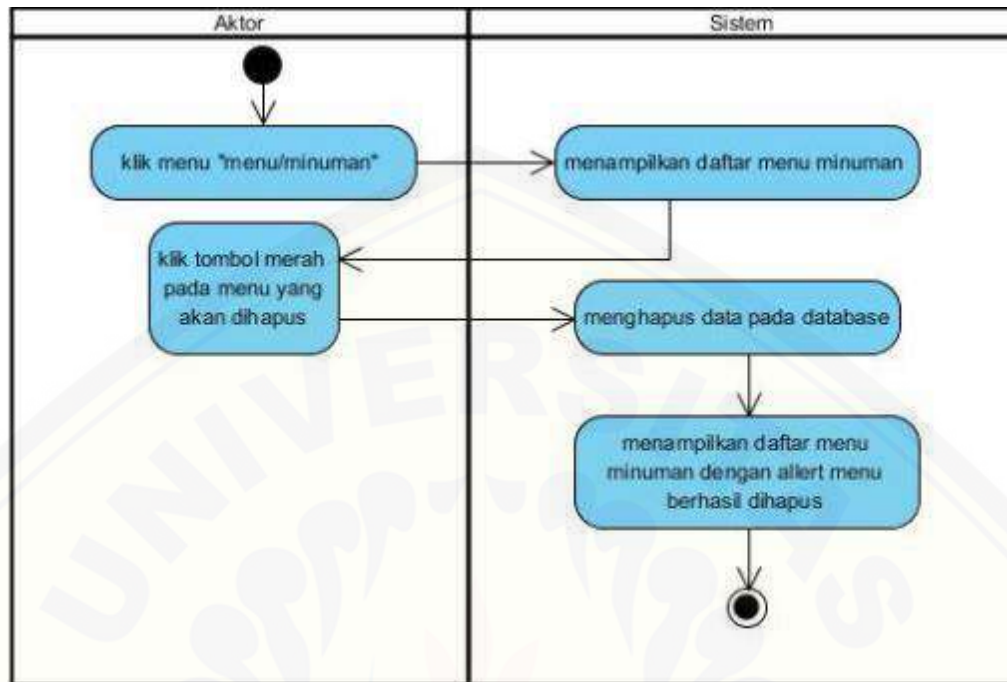 Aktor
Sistem
klik menu "menu/minuman"
menampilkan daftar menu minuman
klik tombol merah
pada menu yang
akan dihapus
menghapus data pada database
menampilkan daftar menu
minuman dengan allert menu
berhasil dihapus
UNIVERSITAS